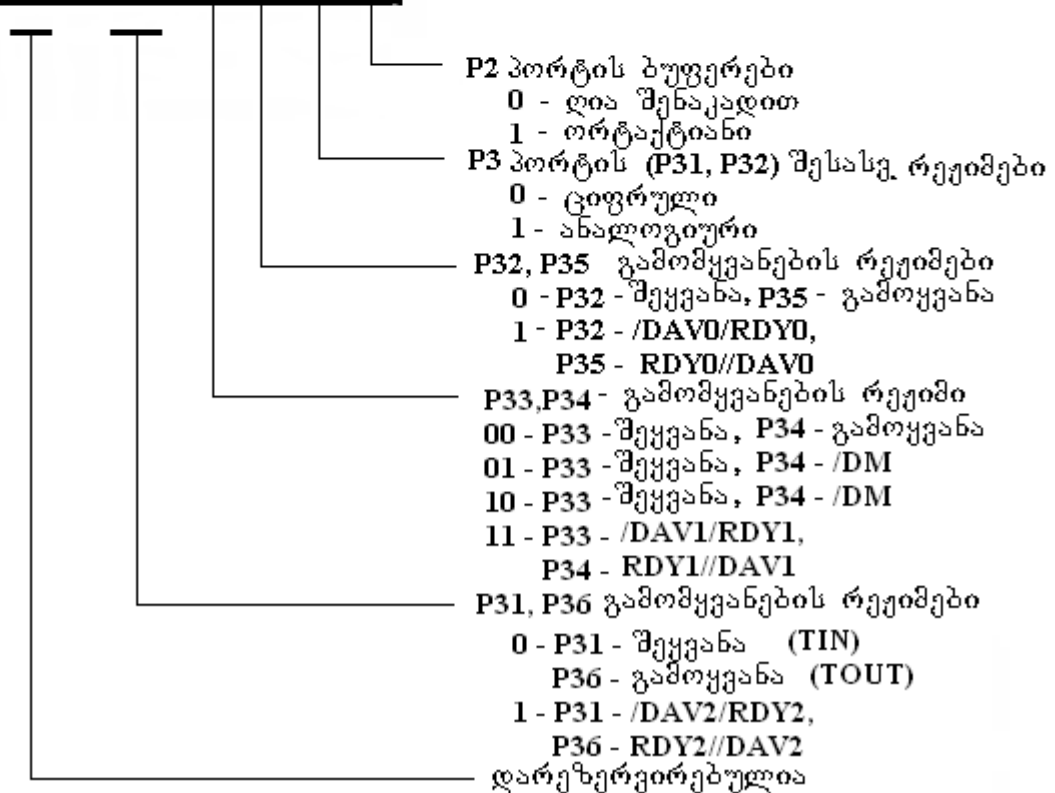 P2 პორტის ბუფერები
0 - ღია შენაკადით
1 - ორტაქტიანი
P3 პორტის (P31, P32) შესასვ. რეჟიმები
0 - ციფრული
1 - ანალოგიური
P32, P35 გამომყვანების რეჟიმები
0 - P32 - შეყვანა, P35 - გამოყვანა
1 - P32 - /DAV0/RDY0,
P35 - RDY0//DAV0
P33,P34 - გამომყვანების რეჟიმი
00 - P33 - შეყვანა, P34 - გამოყვანა
01 - P33 - შეყვანა, P34 - /DM
10 - P33 - შეყვანა, P34 - /DM
11 - P33 - /DAV1/RDY1,
P34 - RDY1//DAV1
P31, P36 გამომყვანების რეჟიმები
0 - P31 - შეყვანა (TIN)
P36 - გამოყვანა (TOUT)
1 - P31 - /DAV2/RDY2,
P36 - RDY2//DAV2
დარეზერვირებულია